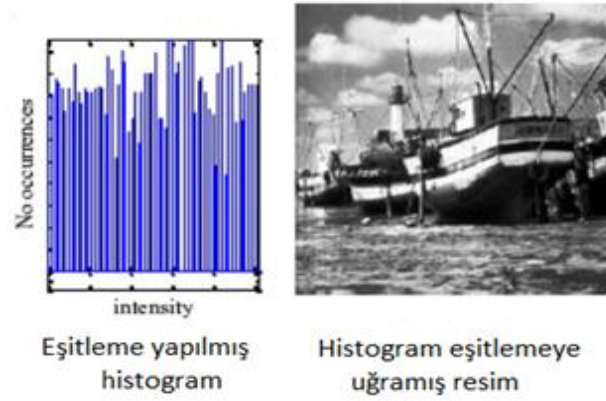 No occurrences
intensity
Eşitleme yapılmış
histogram
Histogram eşitlemeye
uğramış resim